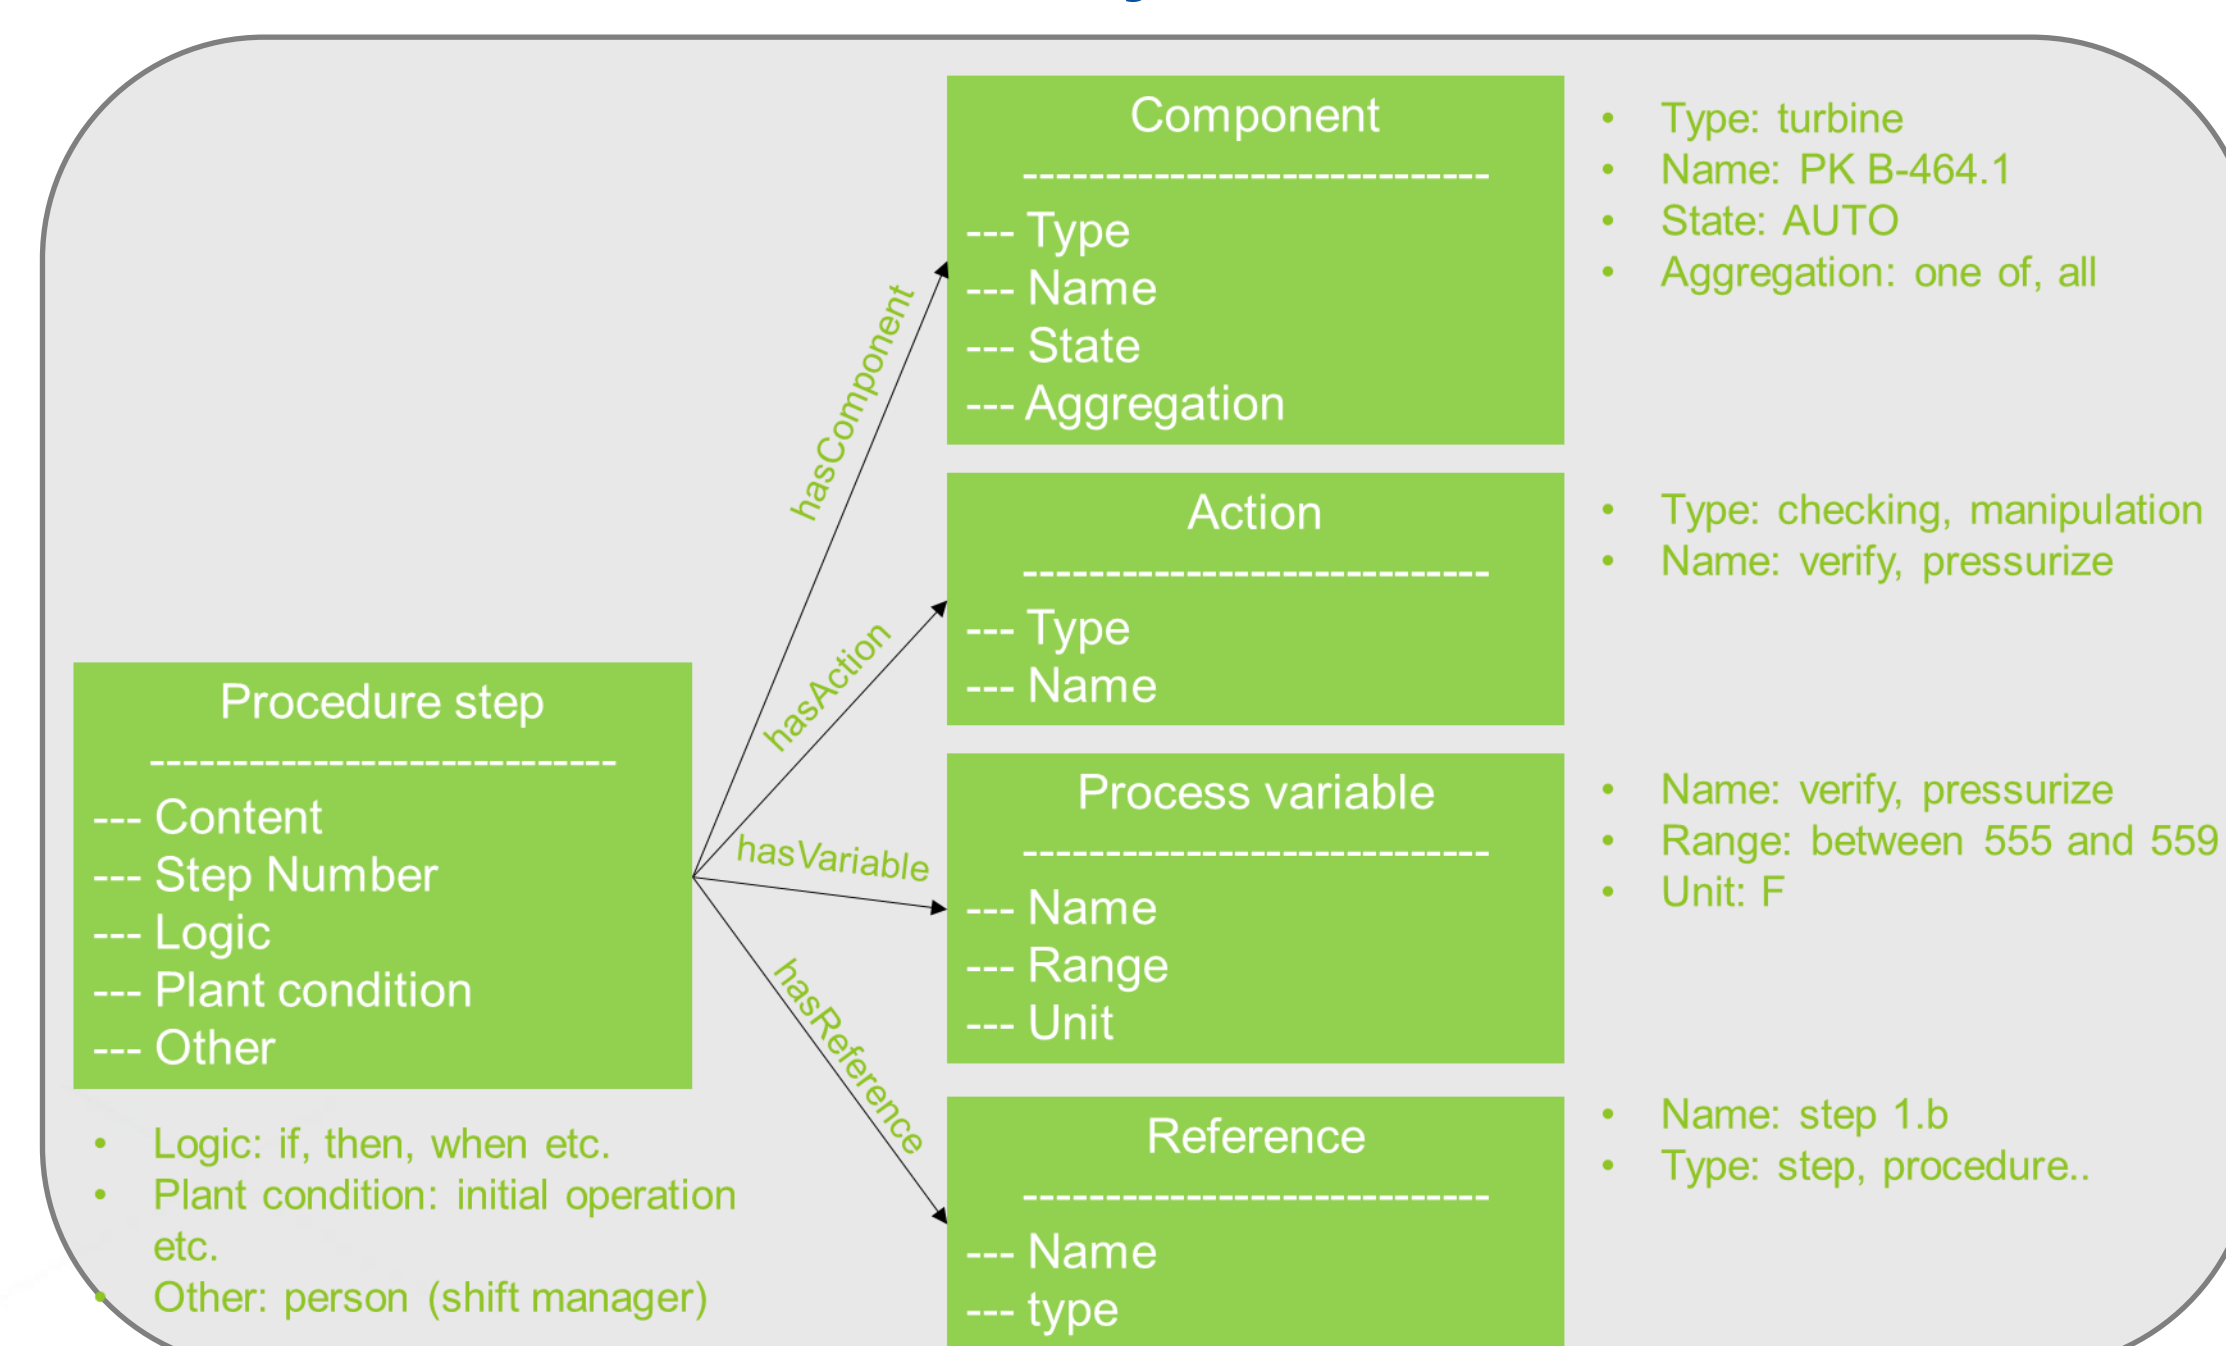 Component
----------------------------
--- Type
--- Name
--- State
--- Aggregation
• Type: turbine
• Name: PK B-464.1
• State: AUTO
• Aggregation: one of, all
hasComponent
Action
----------------------------
--- Type
--- Name
• Type: checking, manipulation
• Name: verify, pressurize
hasAction
Procedure step
----------------------------
--- Content
--- Step Number
--- Logic
--- Plant condition
--- Other
hasVariable
Process variable
----------------------------
--- Name
--- Range
--- Unit
• Name: verify, pressurize
• Range: between 555 and 559
• Unit: F
hasReference
Reference
----------------------------
--- Name
--- type
• Name: step 1.b
• Type: step, procedure..
• Logic: if, then, when etc.
• Plant condition: initial operation
etc.
• Other: person (shift manager)